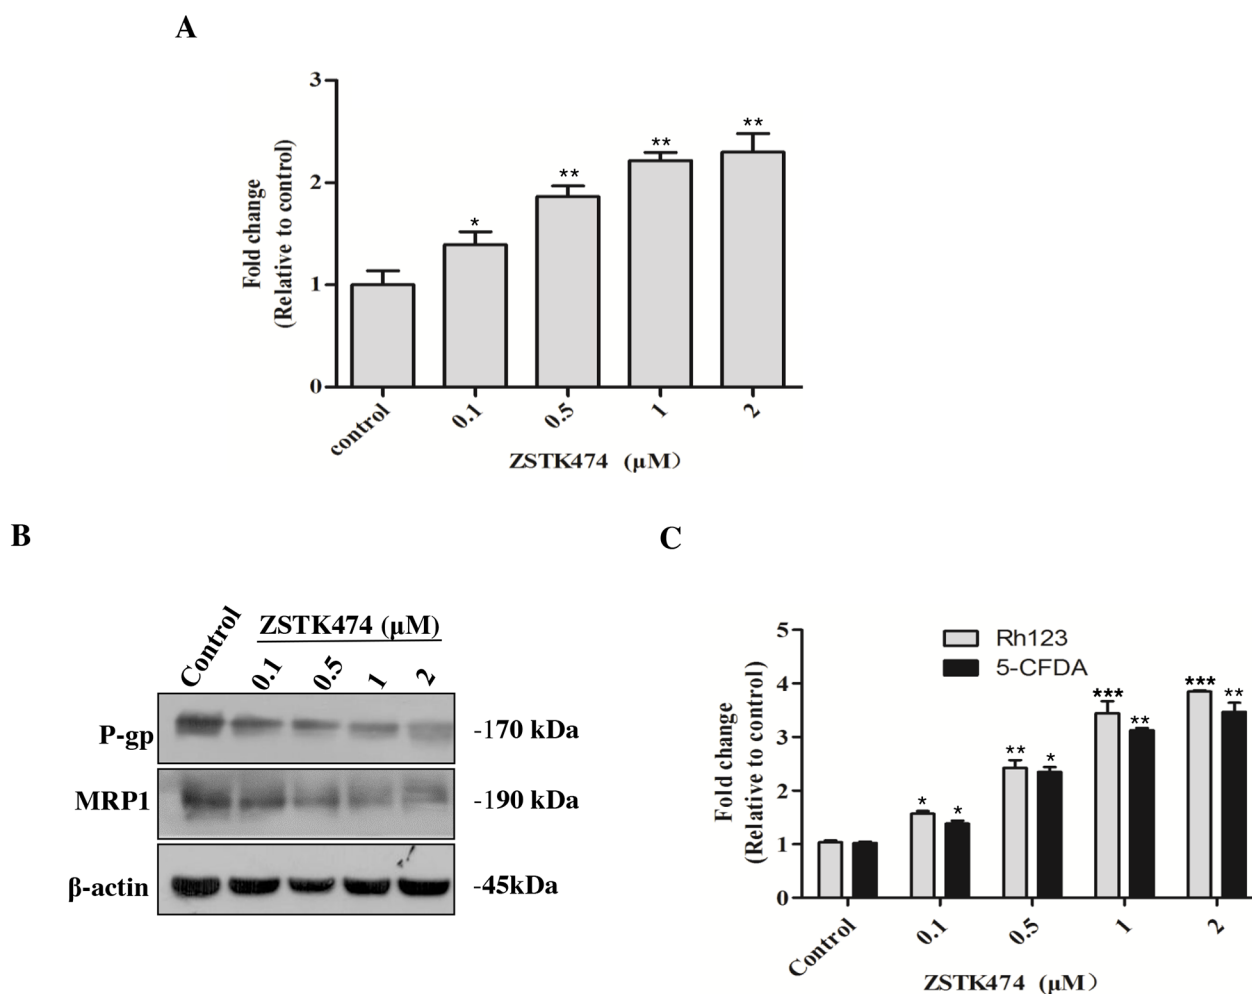 A
3
2
1
0
Fold change
(Relative to control)
*
**
**
**
control
0.1
0.5
1
2
ZSTK474 (μM)
B
Control
ZSTK474 (μM)
0.1
0.5
1
2
P-gp
-170 kDa
MRP1
-190 kDa
β-actin
-45kDa
C
5
4
3
2
1
0
Fold change
(Relative to control)
Rh123
5-CFDA
*
*
**
*
***
**
***
**
Control
0.1
0.5
1
2
ZSTK474 (μM)